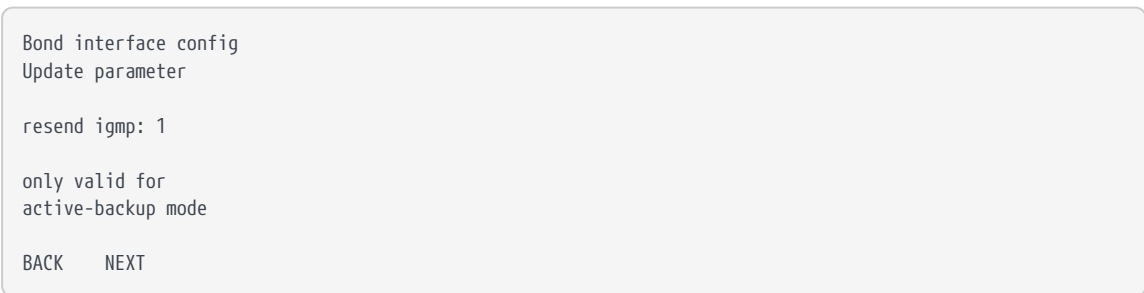 Bond interface config
Update parameter
resend igmp: 1
only valid for
active-backup mode
BACK    NEXT